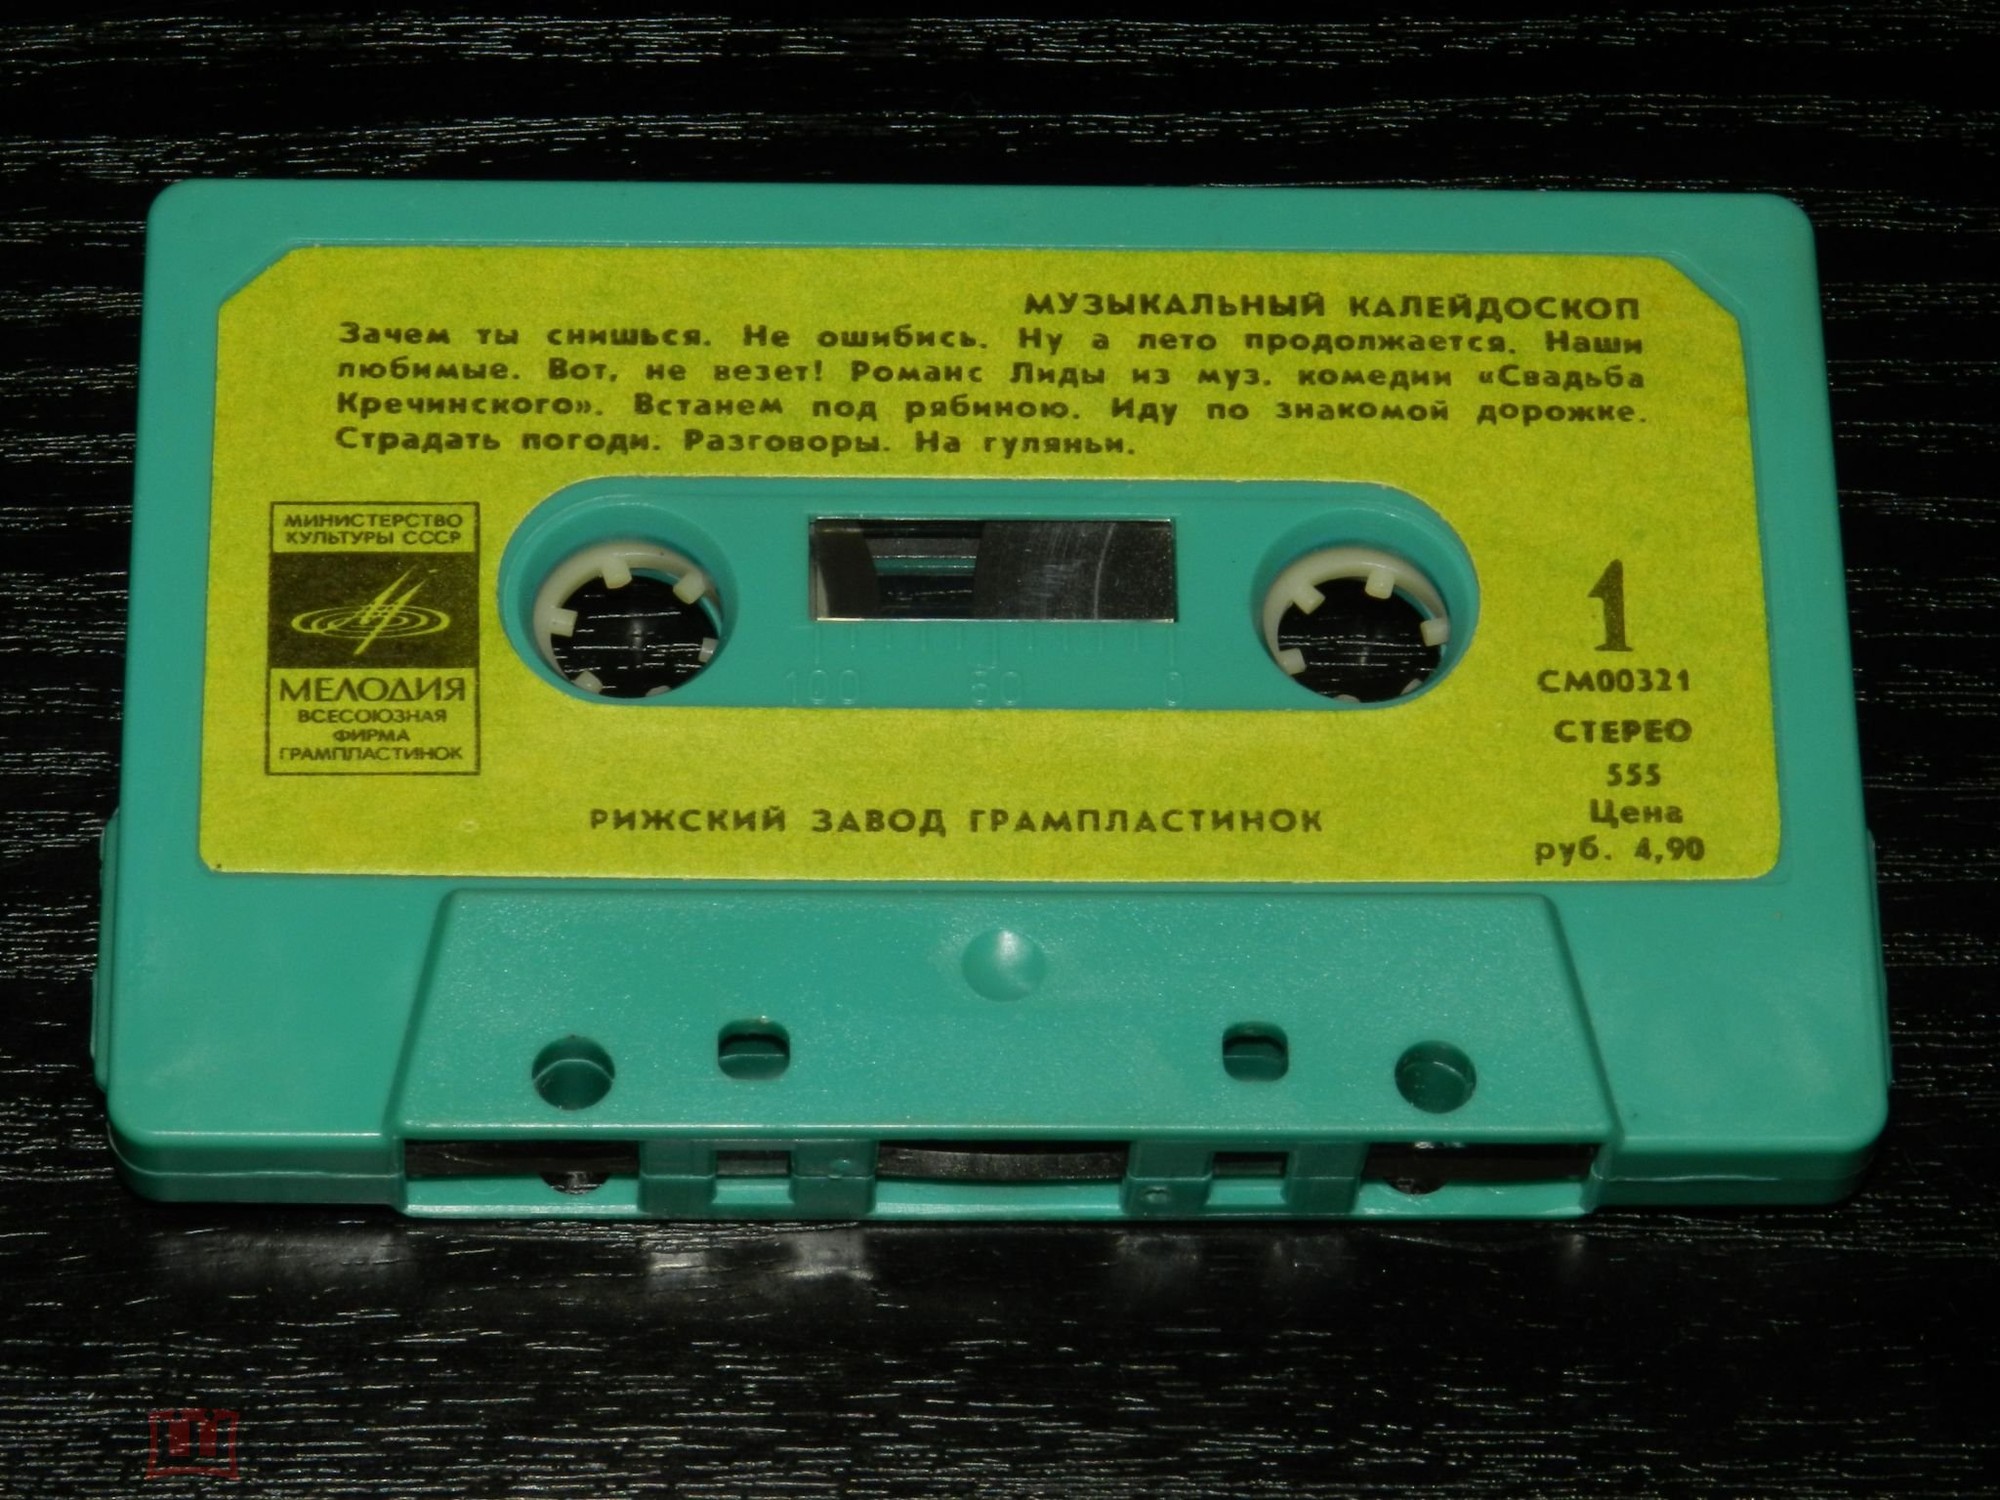 МУЗЫКАЛЬНЫЙ КАЛЕЙДОСКОП
Зачем ты снишься. Не ошибись. Ну а лето продолжается. Наши
любимые. Вот, не везет! Романс Лиды из муз. комедии «Свадьба
Кречинского». Встанем под рябиною. Иду по знакомой дорожке.
Страдать погоди. Разговоры. На гуляньи.
МИНИСТЕРСТВО
КУЛЬТУРЫ СССР
МЕЛОДИЯ
ВСЕСОЮЗНАЯ
ФИРМА
ГРАМПЛАСТИНОК
100 50 0
1
СМ00321
СТЕРЕО
555
Цена
руб. 4,90
РИЖСКИЙ ЗАВОД ГРАМПЛАСТИНОК